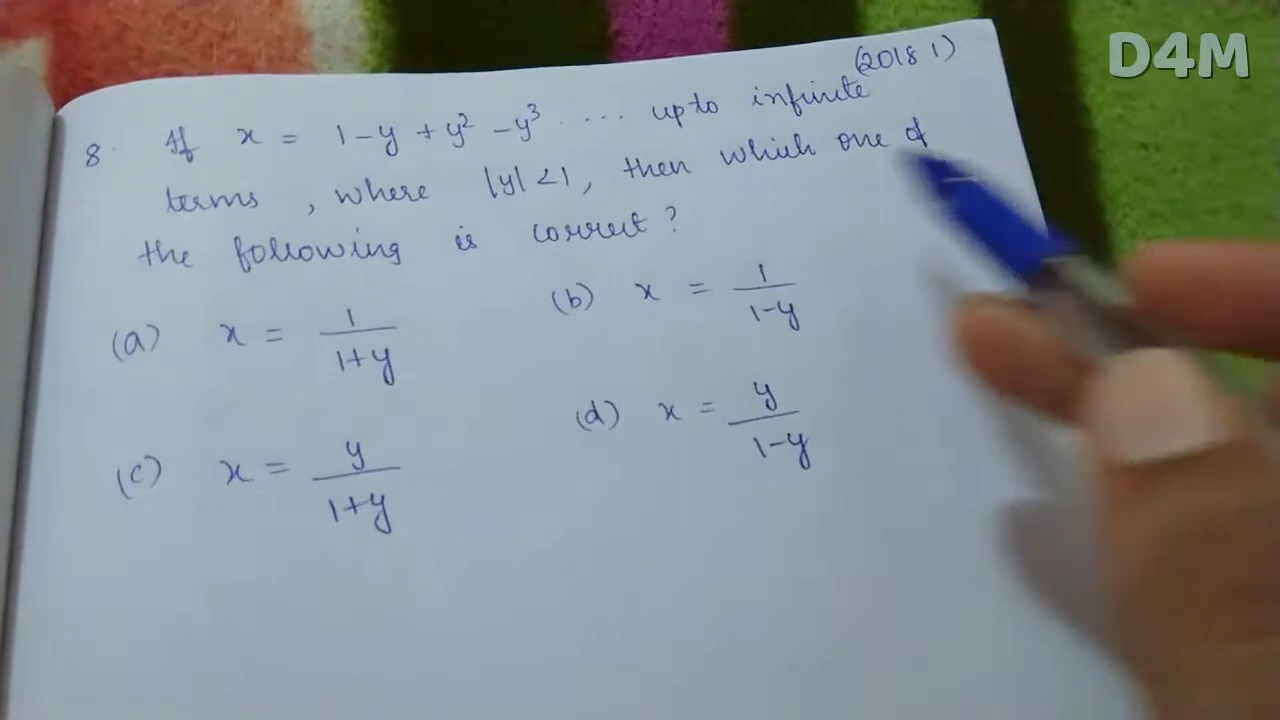 D4M
(2018 1)
8. If x = 1 - y + y² - y³ .... upto infinite
terms, where |y| < 1, then which one of
the following is correct?
(a) x = 1/(1+y) (b) x = 1/(1-y)
(c) x = y/(1+y) (d) x = y/(1-y)